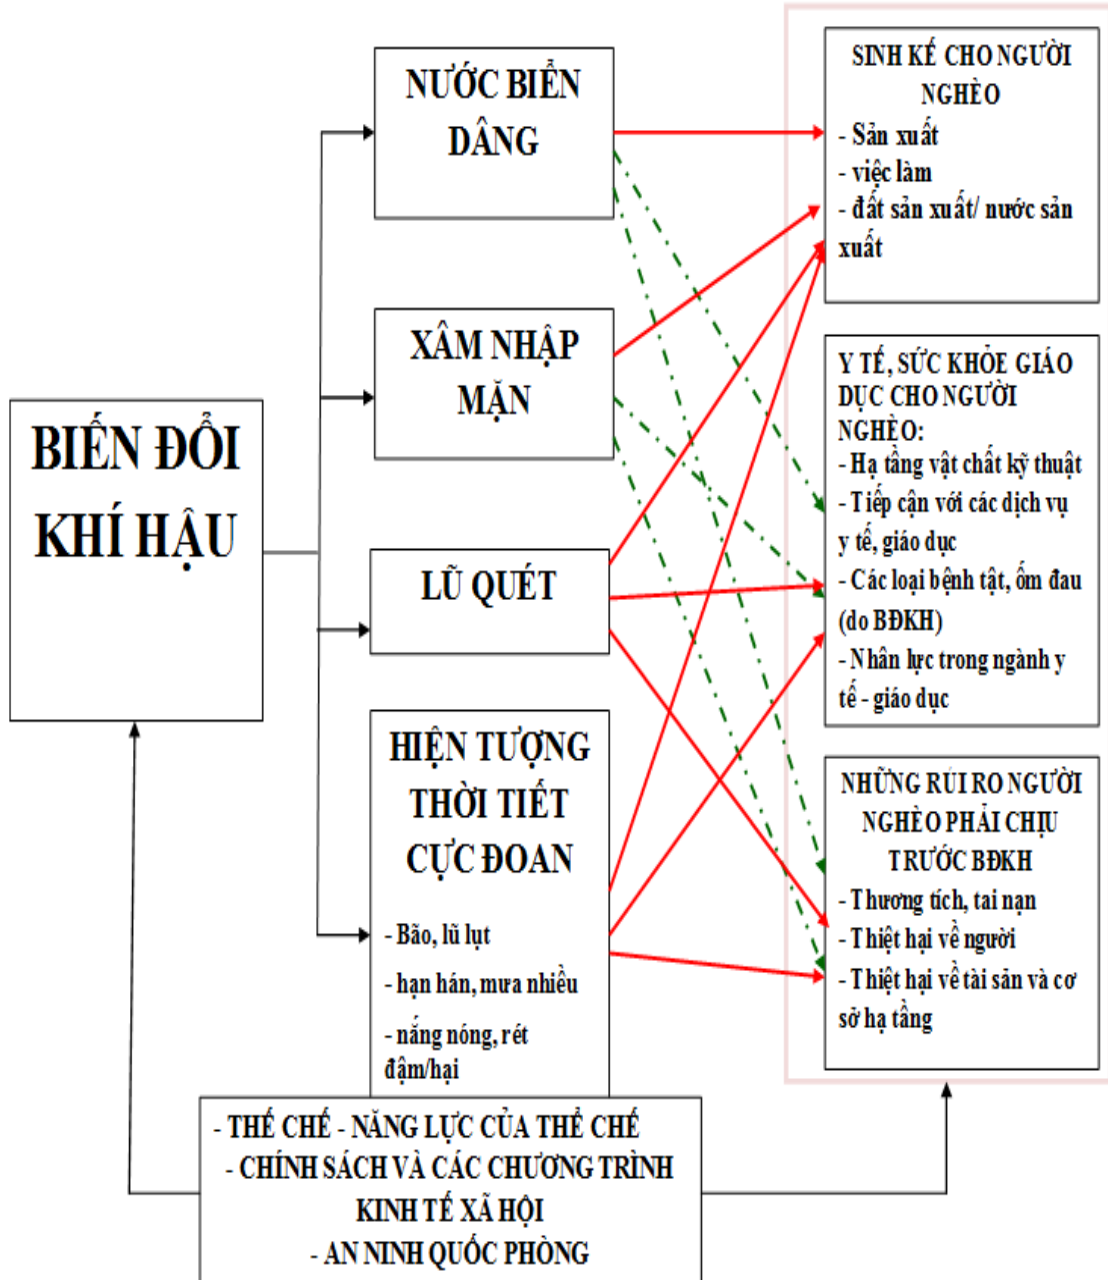 BIẾN ĐỔI
KHÍ HẬU
NƯỚC BIỂN
DÂNG
XÂM NHẬP
MẶN
LŨ QUÉT
HIỆN TƯỢNG
THỜI TIẾT
CỰC ĐOAN
- Bão, lũ lụt
- hạn hán, mưa nhiều
- nắng nóng, rét
đậm/hại
SINH KẾ CHO NGƯỜI
NGHÈO
- Sản xuất
- việc làm
- đất sản xuất/ nước sản
xuất
Y TẾ, SỨC KHỎE GIÁO
DỤC CHO NGƯỜI
NGHÈO:
- Hạ tầng vật chất kỹ thuật
- Tiếp cận với các dịch vụ
y tế, giáo dục
- Các loại bệnh tật, ốm đau
(do BĐKH)
- Nhân lực trong ngành y
tế - giáo dục
NHỮNG RỦI RO NGƯỜI
NGHÈO PHẢI CHỊU
TRƯỚC BĐKH
- Thương tích, tai nạn
- Thiệt hại về người
- Thiệt hại về tài sản và cơ
sở hạ tầng
- THỂ CHẾ - NĂNG LỰC CỦA THỂ CHẾ
- CHÍNH SÁCH VÀ CÁC CHƯƠNG TRÌNH
KINH TẾ XÃ HỘI
- AN NINH QUỐC PHÒNG